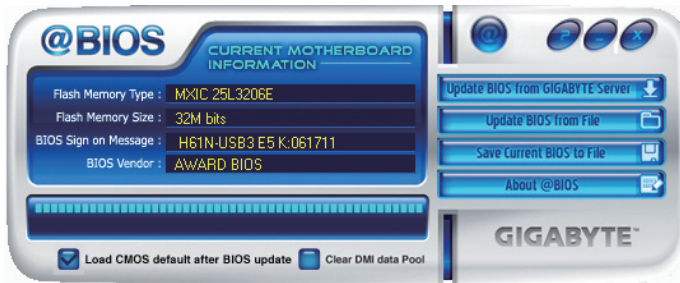 @BIOS
CURRENT MOTHERBOARD
INFORMATION
Flash Memory Type : MXIC 25L3206E
Flash Memory Size : 32M bits
BIOS Sign on Message : H61N-USB3 E5 K:061711
BIOS Vendor : AWARD BIOS
Load CMOS default after BIOS update
Clear DMI data Pool
@
? - X
Update BIOS from GIGABYTE Server
Update BIOS from File
Save Current BIOS to File
About @BIOS
GIGABYTE™